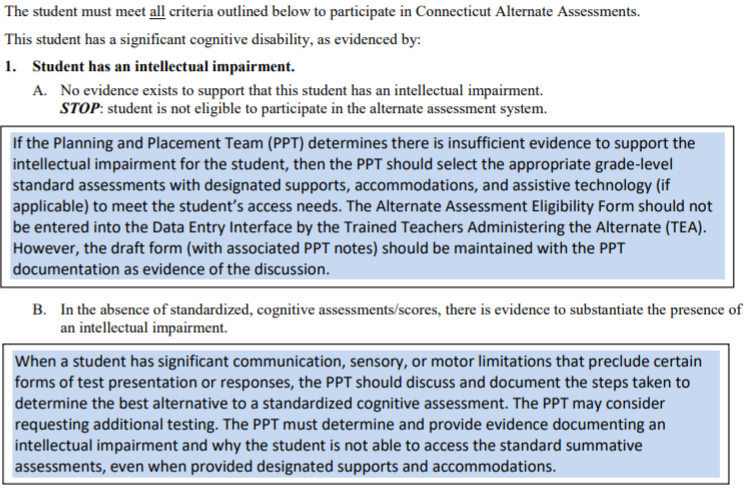 The student must meet all criteria outlined below to participate in Connecticut Alternate Assessments.
This student has a significant cognitive disability, as evidenced by:
1. Student has an intellectual impairment.
A. No evidence exists to support that this student has an intellectual impairment.
STOP: student is not eligible to participate in the alternate assessment system.
If the Planning and Placement Team (PPT) determines there is insufficient evidence to support the
intellectual impairment for the student, then the PPT should select the appropriate grade-level
standard assessments with designated supports, accommodations, and assistive technology (if
applicable) to meet the student's access needs. The Alternate Assessment Eligibility Form should not
be entered into the Data Entry Interface by the Trained Teachers Administering the Alternate (TEA).
However, the draft form (with associated PPT notes) should be maintained with the PPT
documentation as evidence of the discussion.
B. In the absence of standardized, cognitive assessments/scores, there is evidence to substantiate the presence of
an intellectual impairment.
When a student has significant communication, sensory, or motor limitations that preclude certain
forms of test presentation or responses, the PPT should discuss and document the steps taken to
determine the best alternative to a standardized cognitive assessment. The PPT may consider
requesting additional testing. The PPT must determine and provide evidence documenting an
intellectual impairment and why the student is not able to access the standard summative
assessments, even when provided designated supports and accommodations.